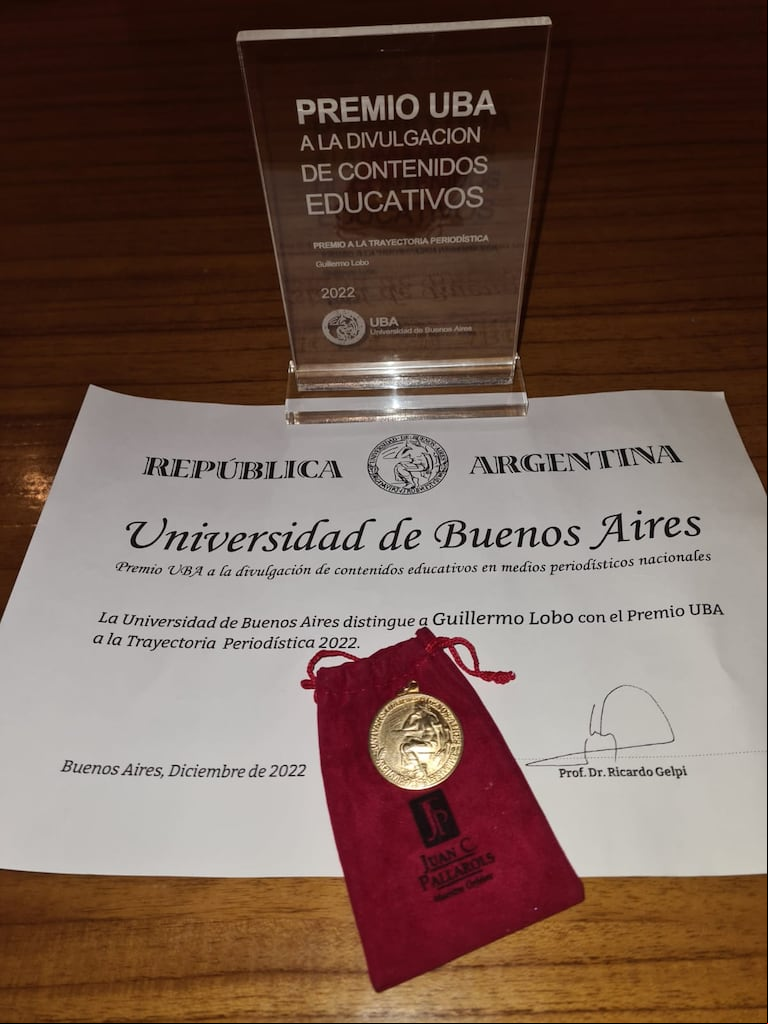 PREMIO UBA
A LA DIVULGACION
DE CONTENIDOS
EDUCATIVOS
PREMIO A LA TRAYECTORIA PERIODÍSTICA
Guillermo Lobo
2022
UBA
Universidad de Buenos Aires
REPÚBLICA ARGENTINA
Universidad de Buenos Aires
Premio UBA a la divulgación de contenidos educativos en medios periodísticos nacionales
La Universidad de Buenos Aires distingue a Guillermo Lobo con el Premio UBA
a la Trayectoria Periodística 2022.
Buenos Aires, Diciembre de 2022
Prof. Dr. Ricardo Gelpi
JP
JUAN C.
PALLAROLS
Maestro Orfebre